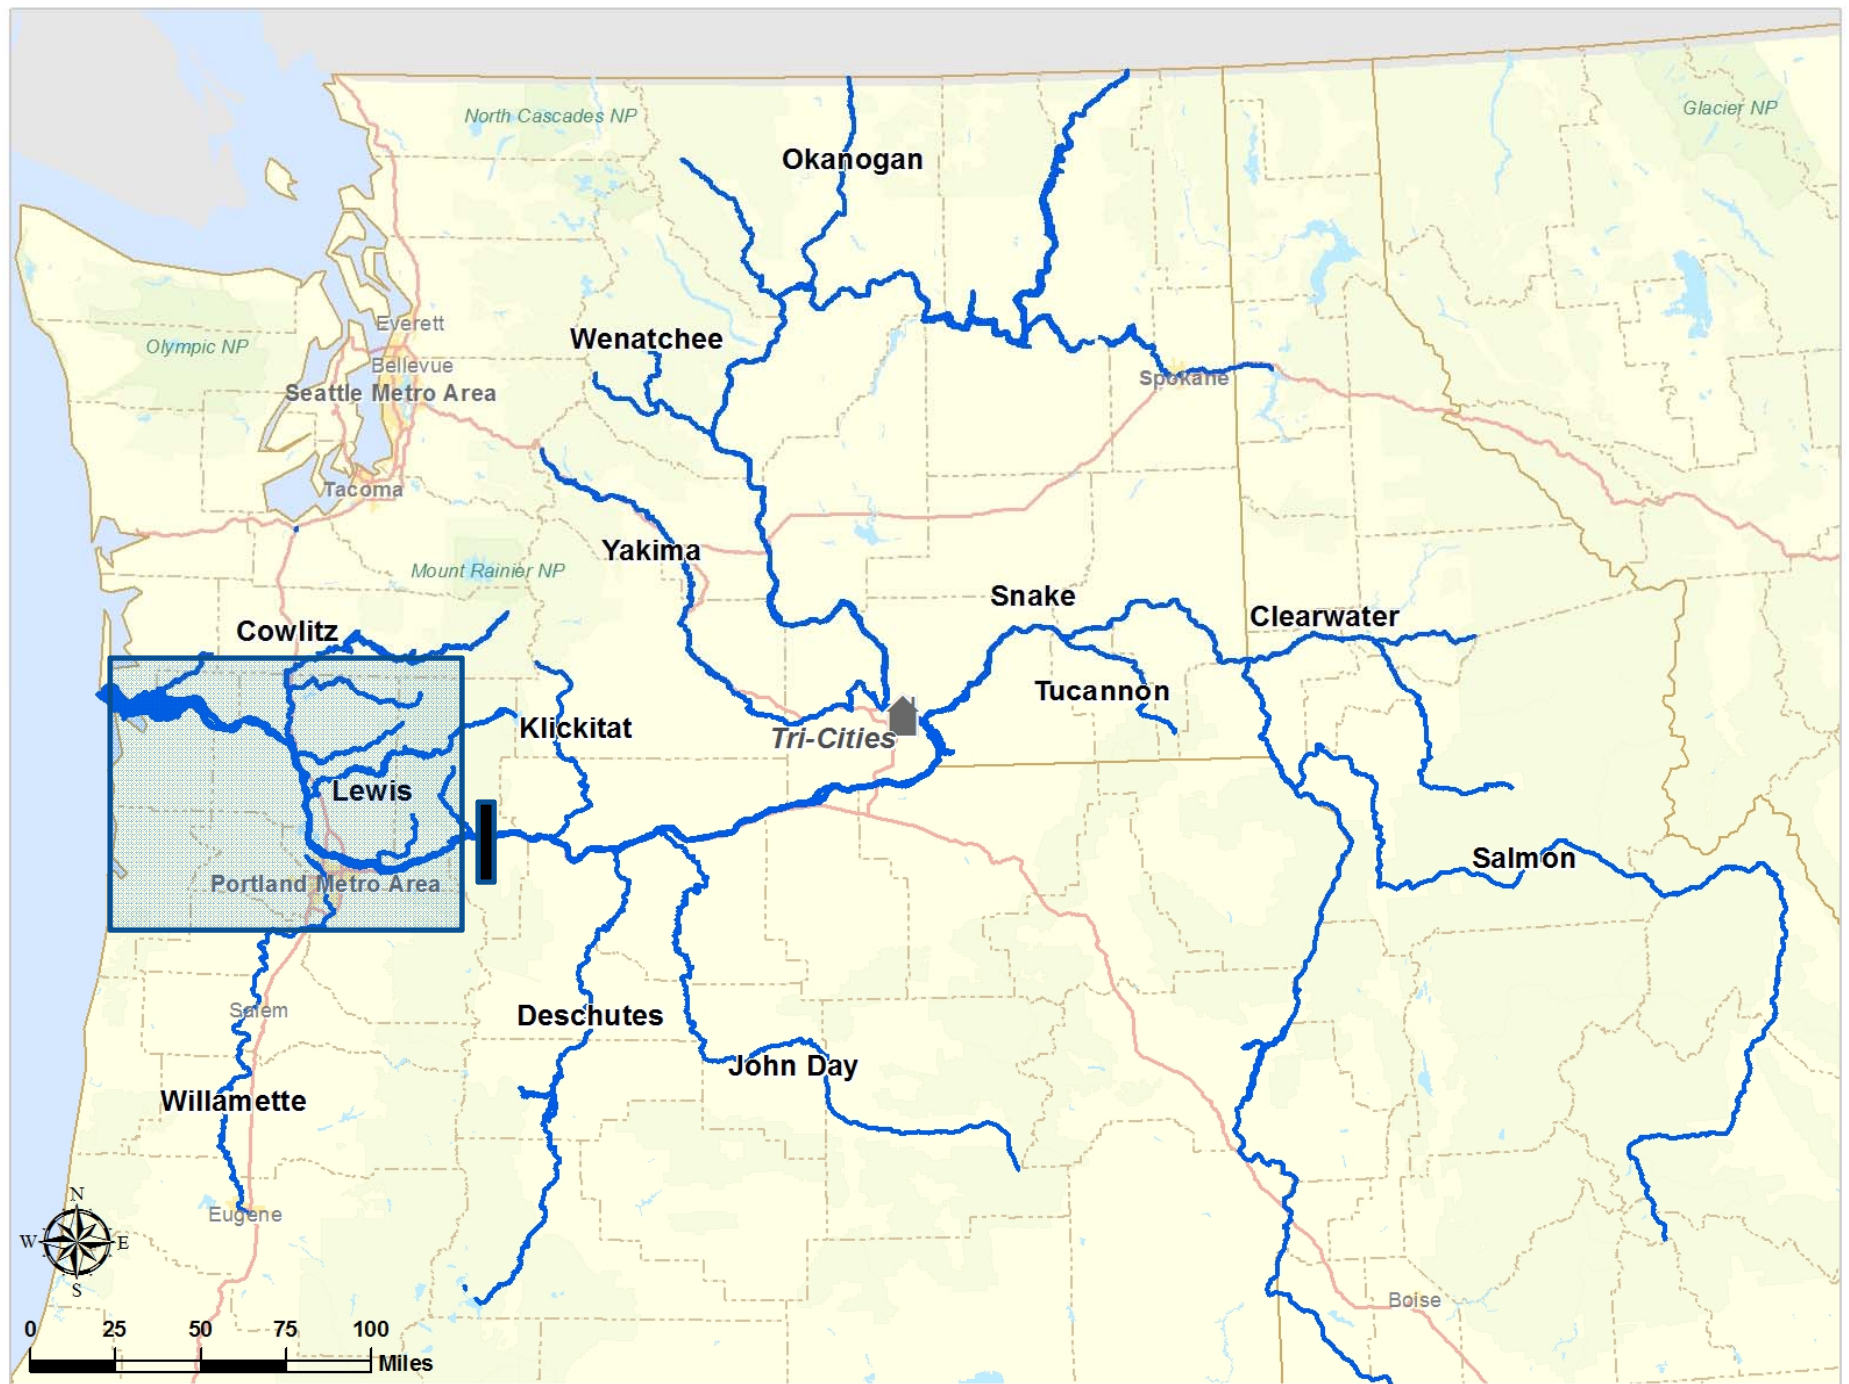 North Cascades NP
Glacier NP
Okanogan
Everett
Wenatchee
Olympic NP
Bellevue
Seattle Metro Area
Spokane
Tacoma
Yakima
Mount Rainier NP
Snake
Clearwater
Cowlitz
Tucannon
Klickitat
Tri-Cities
Lewis
Salmon
Portland Metro Area
Salem
Deschutes
John Day
Willamette
Eugene
N
W E
S
Boise
0 25 50 75 100
Miles